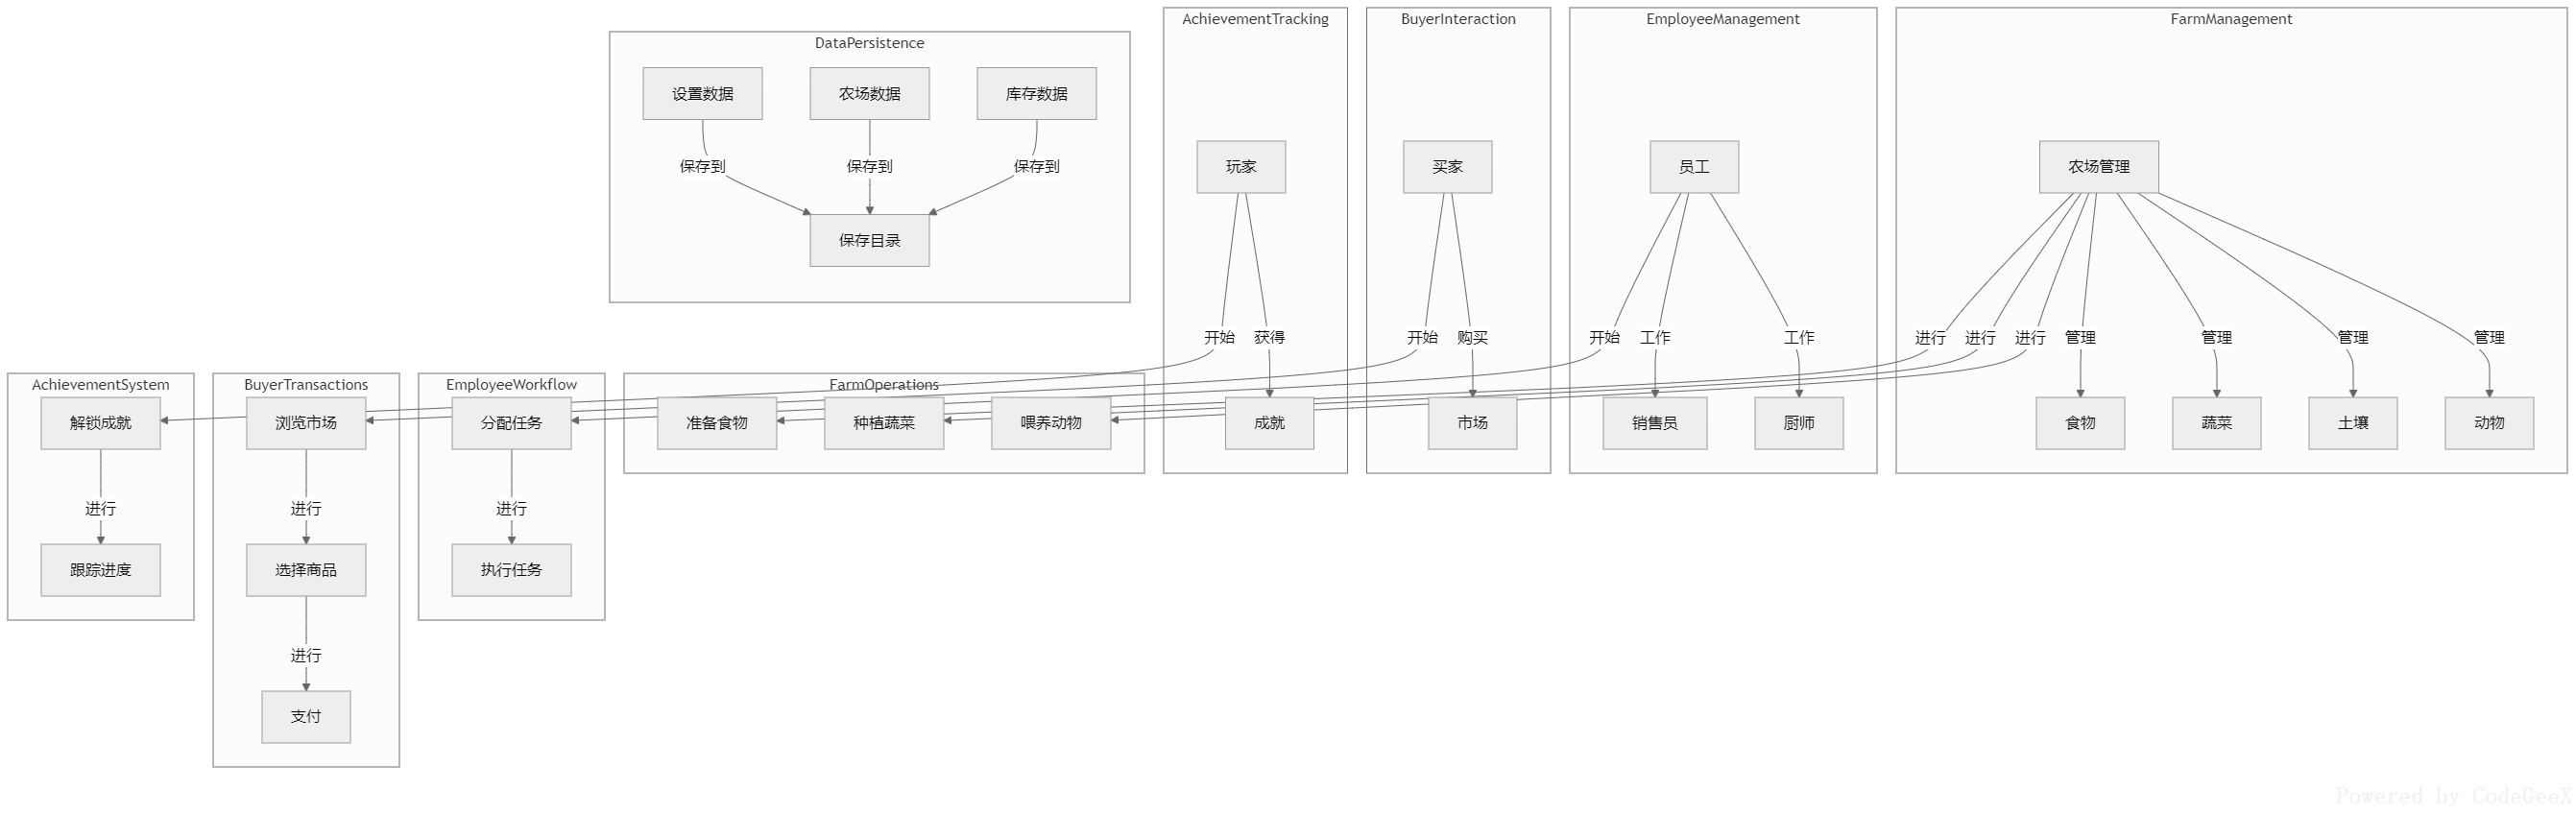 AchievementTracking
BuyerInteraction
EmployeeManagement
FarmManagement
DataPersistence
设置数据
农场数据
库存数据
保存到
保存到
保存到
保存目录
玩家
买家
员工
农场管理
开始
获得
开始
购买
开始
工作
工作
进行
进行
进行
管理
管理
管理
管理
AchievementSystem
BuyerTransactions
EmployeeWorkflow
FarmOperations
解锁成就
浏览市场
分配任务
准备食物
种植蔬菜
喂养动物
成就
市场
销售员
厨师
食物
蔬菜
土壤
动物
进行
进行
进行
跟踪进度
选择商品
执行任务
进行
支付
Powered by CodeGeeX